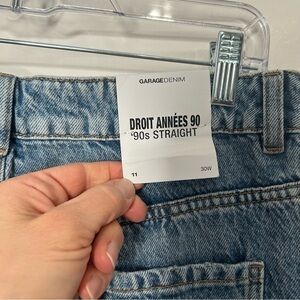 GARAGEDENIM
DROIT ANNÉES 90
'90s STRAIGHT
11 30W